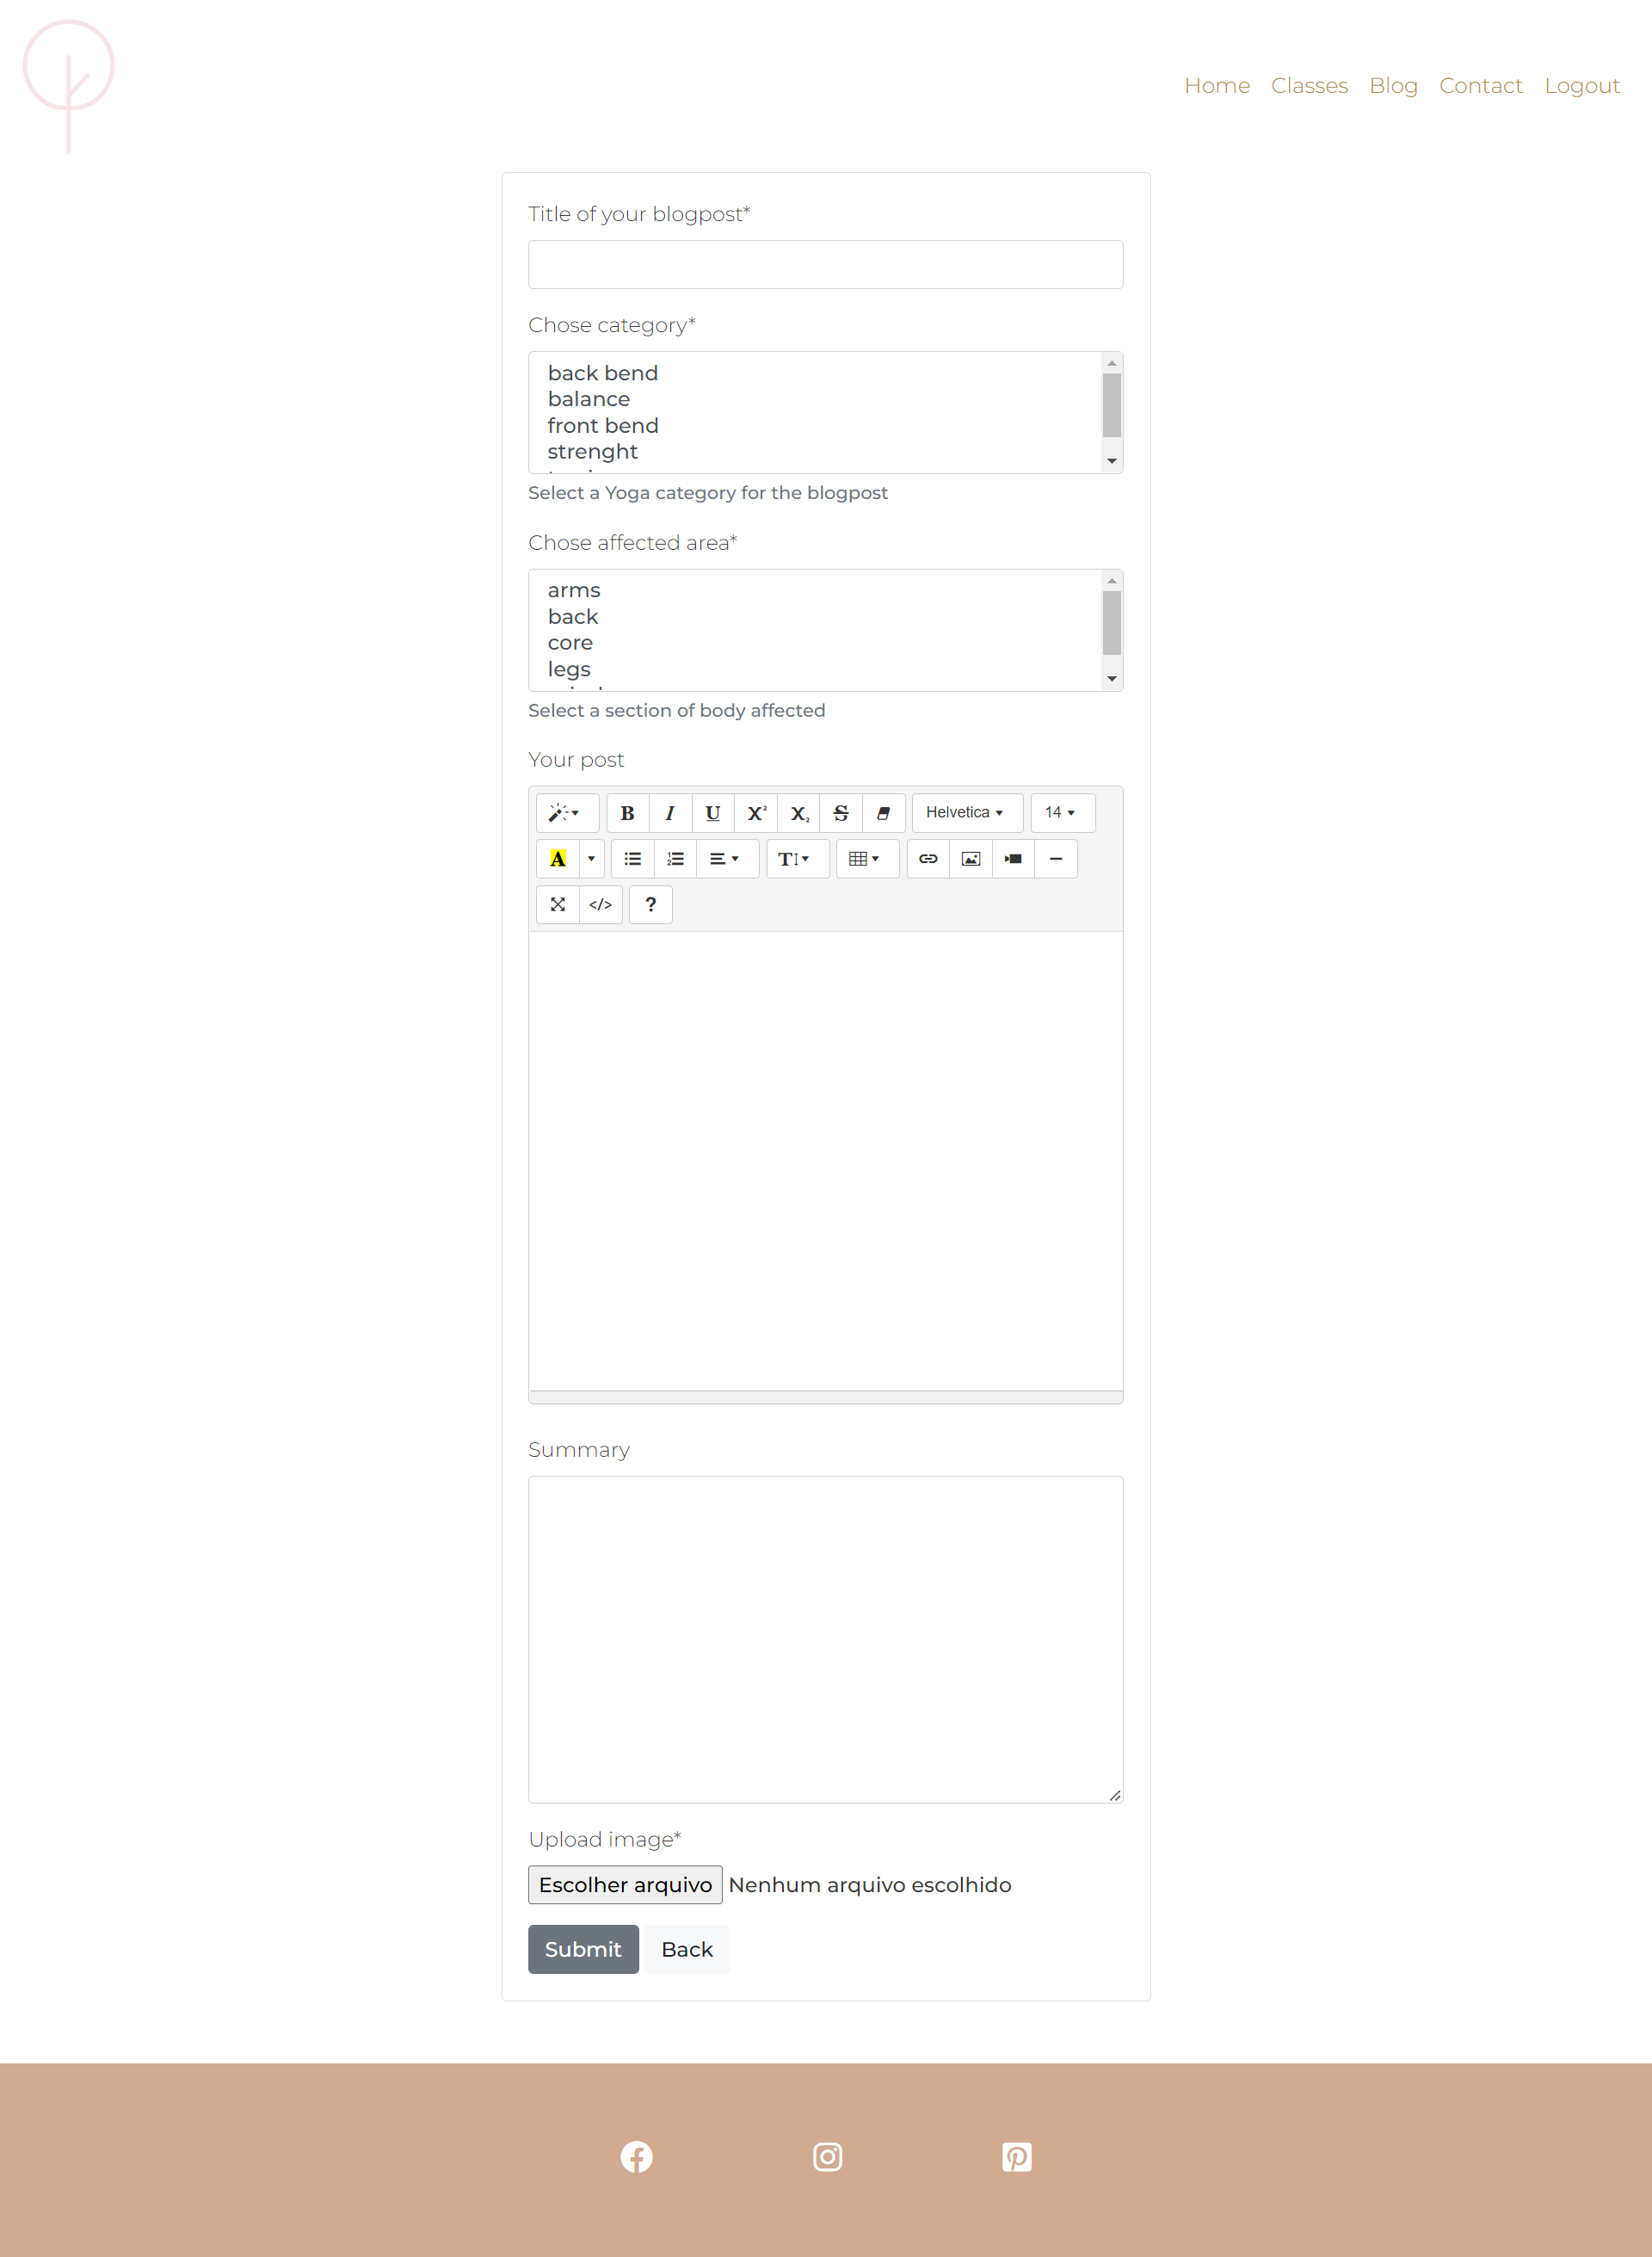 Home Classes Blog Contact Logout
Title of your blogpost*
Chose category*
back bend
balance
front bend
strenght
Select a Yoga category for the blogpost
Chose affected area*
arms
back
core
legs
Select a section of body affected
Your post
B I U X² X₂ S Helvetica 14
A T
</> ?
Summary
Upload image*
Escolher arquivo Nenhum arquivo escolhido
Submit Back